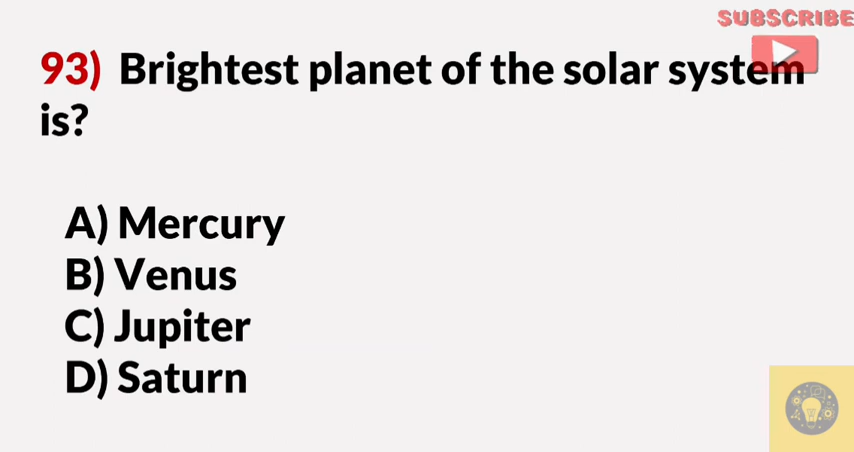 SUBSCRIBE
93) Brightest planet of the solar system
is?
A) Mercury
B) Venus
C) Jupiter
D) Saturn